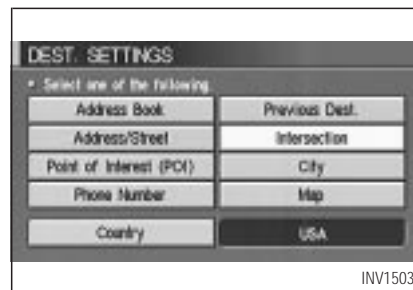 DEST. SETTINGS
• Select one of the following
Address Book Previous Dest.
Address/Street Intersection
Point of Interest (POI) City
Phone Number Map
Country USA
INV1503